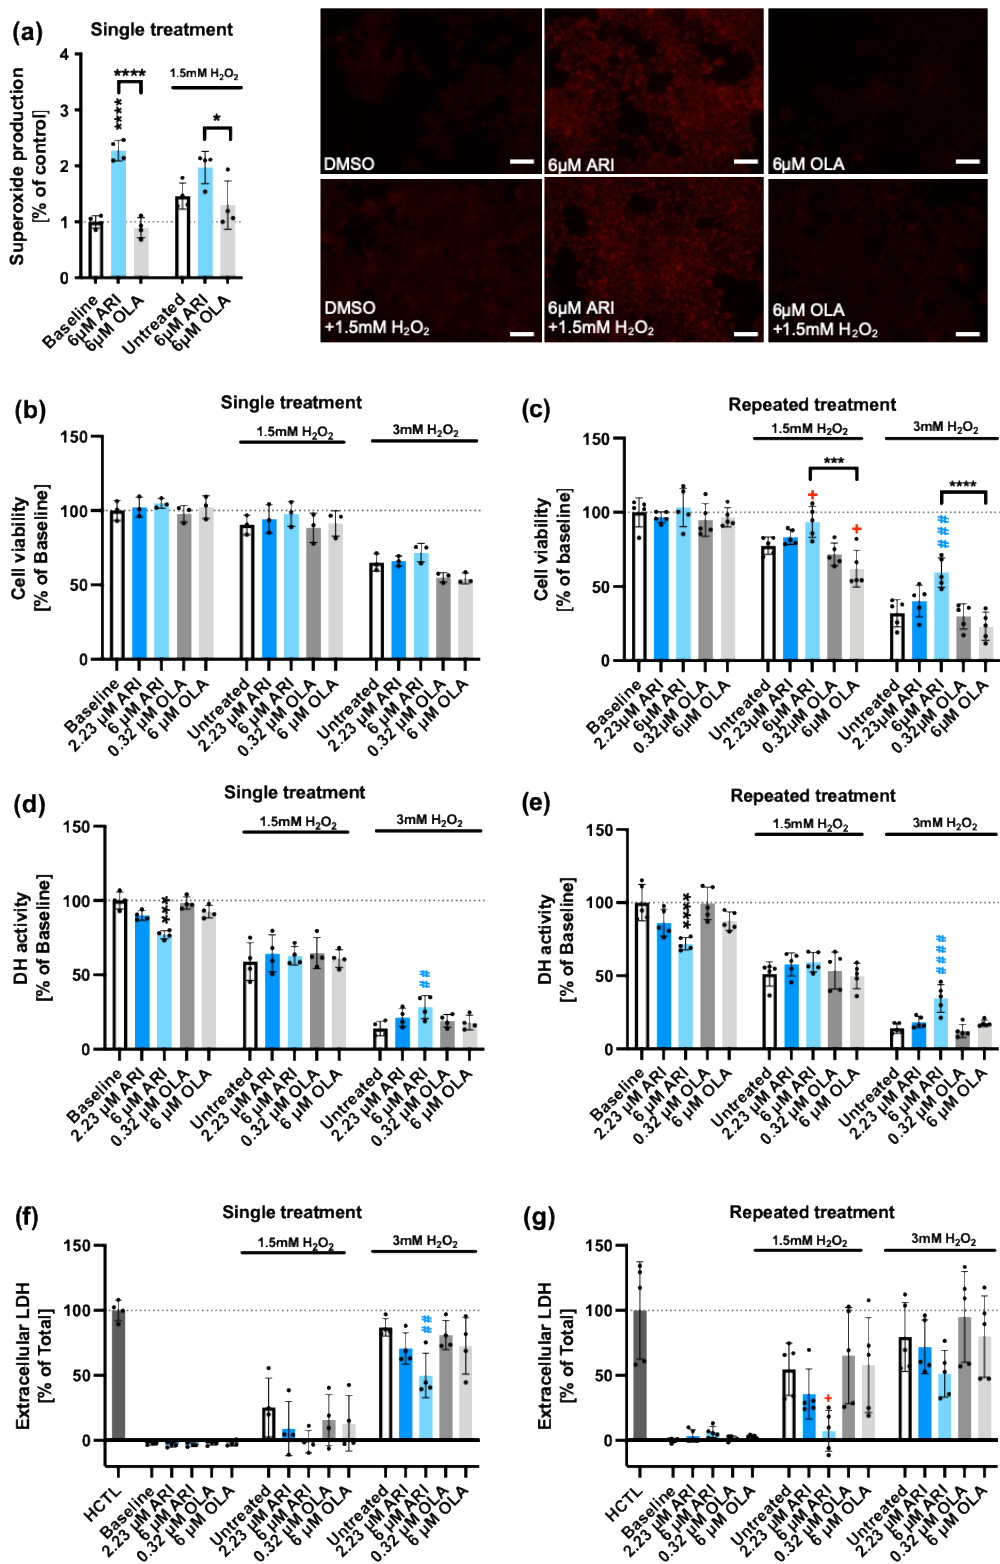 (a)
Single treatment
Superoxide production
[% of control]
4
3
2
1
0
****
****
1.5mM H₂O₂
*
Baseline
6µM ARI
6µM OLA
Untreated
6µM ARI
6µM OLA
DMSO
6µM ARI
6µM OLA
DMSO
+1.5mM H₂O₂
6µM ARI
+1.5mM H₂O₂
6µM OLA
+1.5mM H₂O₂
(b)
Single treatment
1.5mM H₂O₂
3mM H₂O₂
Cell viability
[% of Baseline]
150
100
50
0
Baseline
2.23 µM ARI
6 µM ARI
0.32 µM OLA
6 µM OLA
Untreated
2.23 µM ARI
6 µM ARI
0.32 µM OLA
6 µM OLA
Untreated
2.23 µM ARI
6 µM ARI
0.32 µM OLA
6 µM OLA
(c)
Repeated treatment
1.5mM H₂O₂
3mM H₂O₂
Cell viability
[% of baseline]
150
100
50
0
+
***
+
###
****
Baseline
2.23µM ARI
6µM ARI
0.32µM OLA
6µM OLA
Untreated
2.23µM ARI
6µM ARI
0.32µM OLA
6µM OLA
Untreated
2.23µM ARI
6µM ARI
0.32µM OLA
6µM OLA
(d)
Single treatment
1.5mM H₂O₂
3mM H₂O₂
DH activity
[% of Baseline]
150
100
50
0
***
##
Baseline
2.23 µM ARI
6 µM ARI
0.32 µM OLA
6 µM OLA
Untreated
2.23 µM ARI
6 µM ARI
0.32 µM OLA
6 µM OLA
Untreated
2.23 µM ARI
6 µM ARI
0.32 µM OLA
6 µM OLA
(e)
Repeated treatment
1.5mM H₂O₂
3mM H₂O₂
DH activity
[% of Baseline]
150
100
50
0
****
####
Baseline
2.23 µM ARI
6 µM ARI
0.32 µM OLA
6 µM OLA
Untreated
2.23 µM ARI
6 µM ARI
0.32 µM OLA
6 µM OLA
Untreated
2.23 µM ARI
6 µM ARI
0.32 µM OLA
6 µM OLA
(f)
Single treatment
1.5mM H₂O₂
3mM H₂O₂
Extracellular LDH
[% of Total]
150
100
50
0
##
HCTL
Baseline
2.23 µM ARI
6 µM ARI
0.32 µM OLA
6 µM OLA
Untreated
2.23 µM ARI
6 µM ARI
0.32 µM OLA
6 µM OLA
Untreated
2.23 µM ARI
6 µM ARI
0.32 µM OLA
6 µM OLA
(g)
Repeated treatment
1.5mM H₂O₂
3mM H₂O₂
Extracellular LDH
[% of Total]
150
100
50
0
+
HCTL
Baseline
2.23 µM ARI
6 µM ARI
0.32 µM OLA
6 µM OLA
Untreated
2.23 µM ARI
6 µM ARI
0.32 µM OLA
6 µM OLA
Untreated
2.23 µM ARI
6 µM ARI
0.32 µM OLA
6 µM OLA